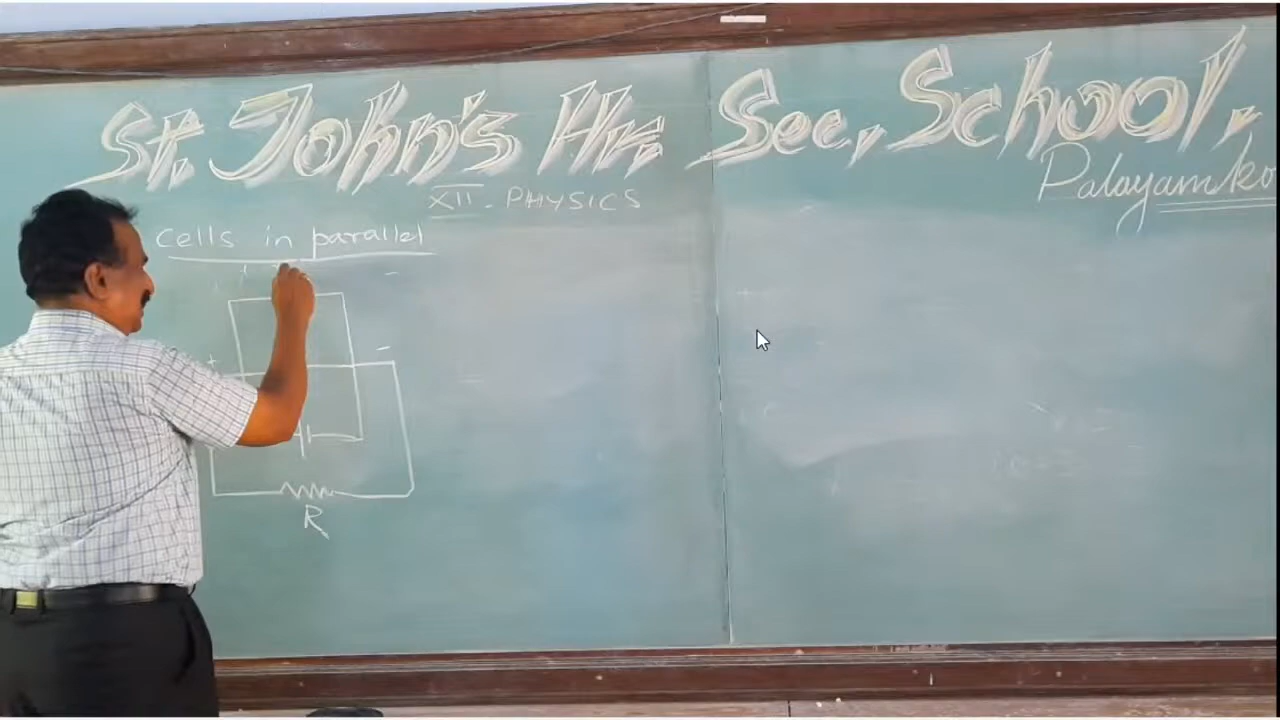 St. John's Hr. Sec. School,
Palayamko
XII - PHYSICS
Cells in parallel
+ -
+ -
R